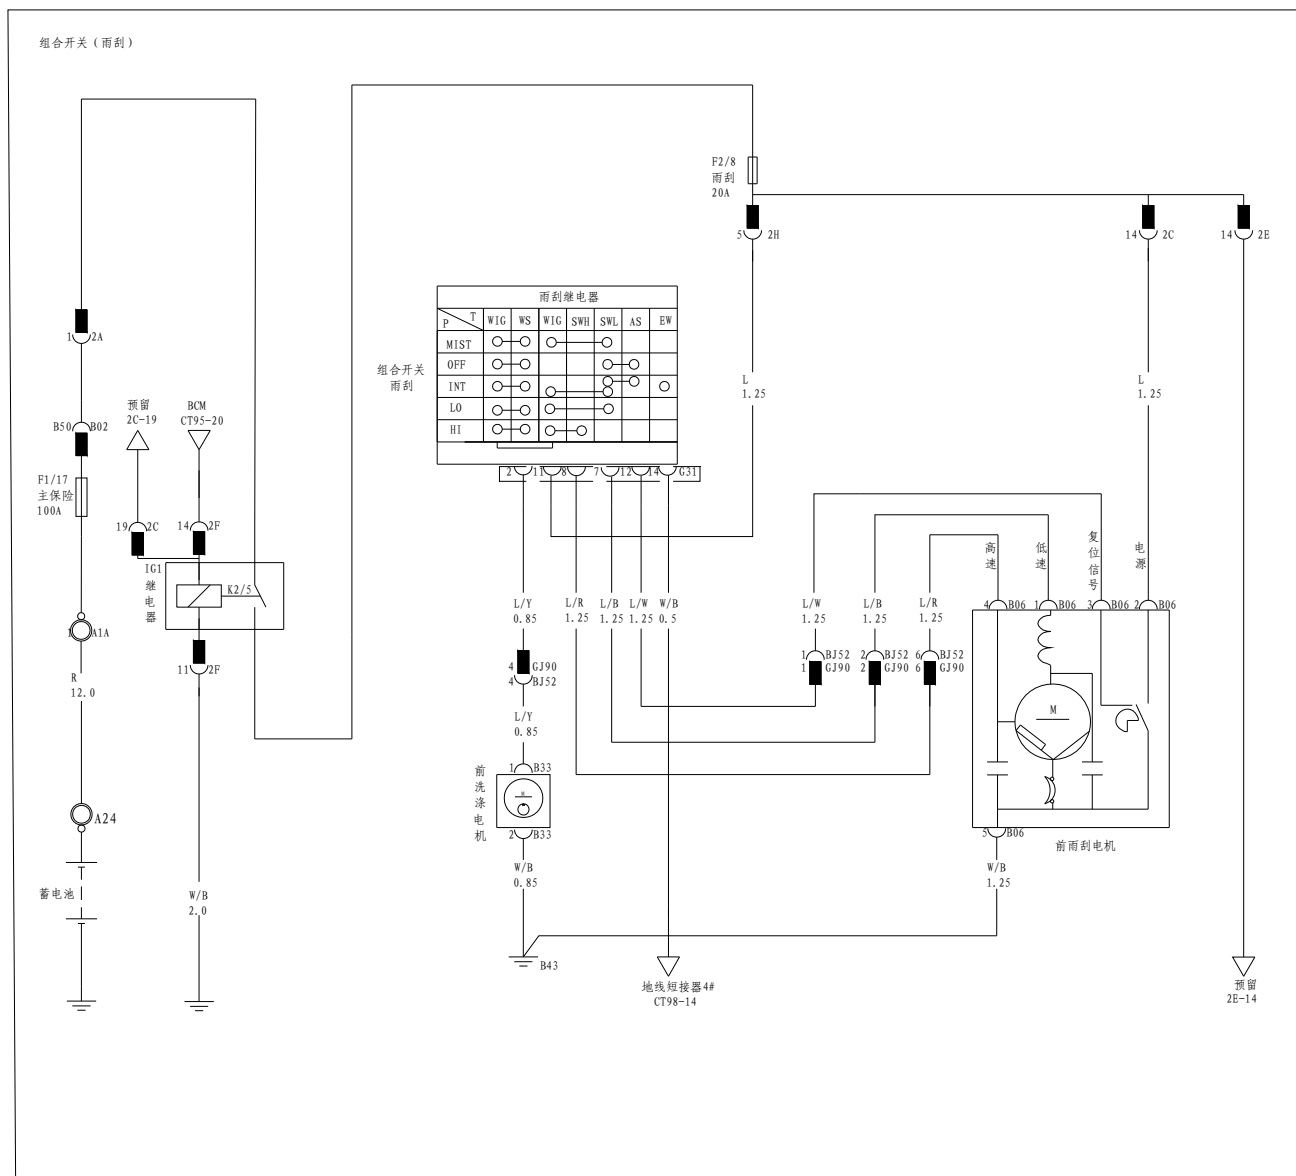 组合开关（雨刮）
F2/8
雨刮
20A
5 2H
14 2C
14 2E
雨刮继电器
P T WIG WS WIG SWH SWL AS EW
MIST
OFF
INT
LO
HI
组合开关
雨刮
2 11 8 7 12 14 G31
1 2A
B50 B02
F1/17
主保险
100A
预留
2C-19
BCM
CT95-20
19 2C
14 2F
IG1
继电器
K2/5
11 2F
1 A1A
R
12.0
A24
蓄电池
W/B
2.0
L
1.25
L
1.25
L/Y
0.85
L/R
1.25
L/B
1.25
L/W
1.25
W/B
0.5
L/W
1.25
L/B
1.25
L/R
1.25
高速
低速
复位信号
电源
4 B06
1 B06
3 B06
2 B06
4 GJ90
4 BJ52
1 BJ52
1 GJ90
2 BJ52
2 GJ90
6 BJ52
6 GJ90
L/Y
0.85
M
前洗涤电机
1 B33
M
2 B33
5 B06
前雨刮电机
W/B
0.85
W/B
1.25
B43
地线短接器4#
CT98-14
预留
2E-14